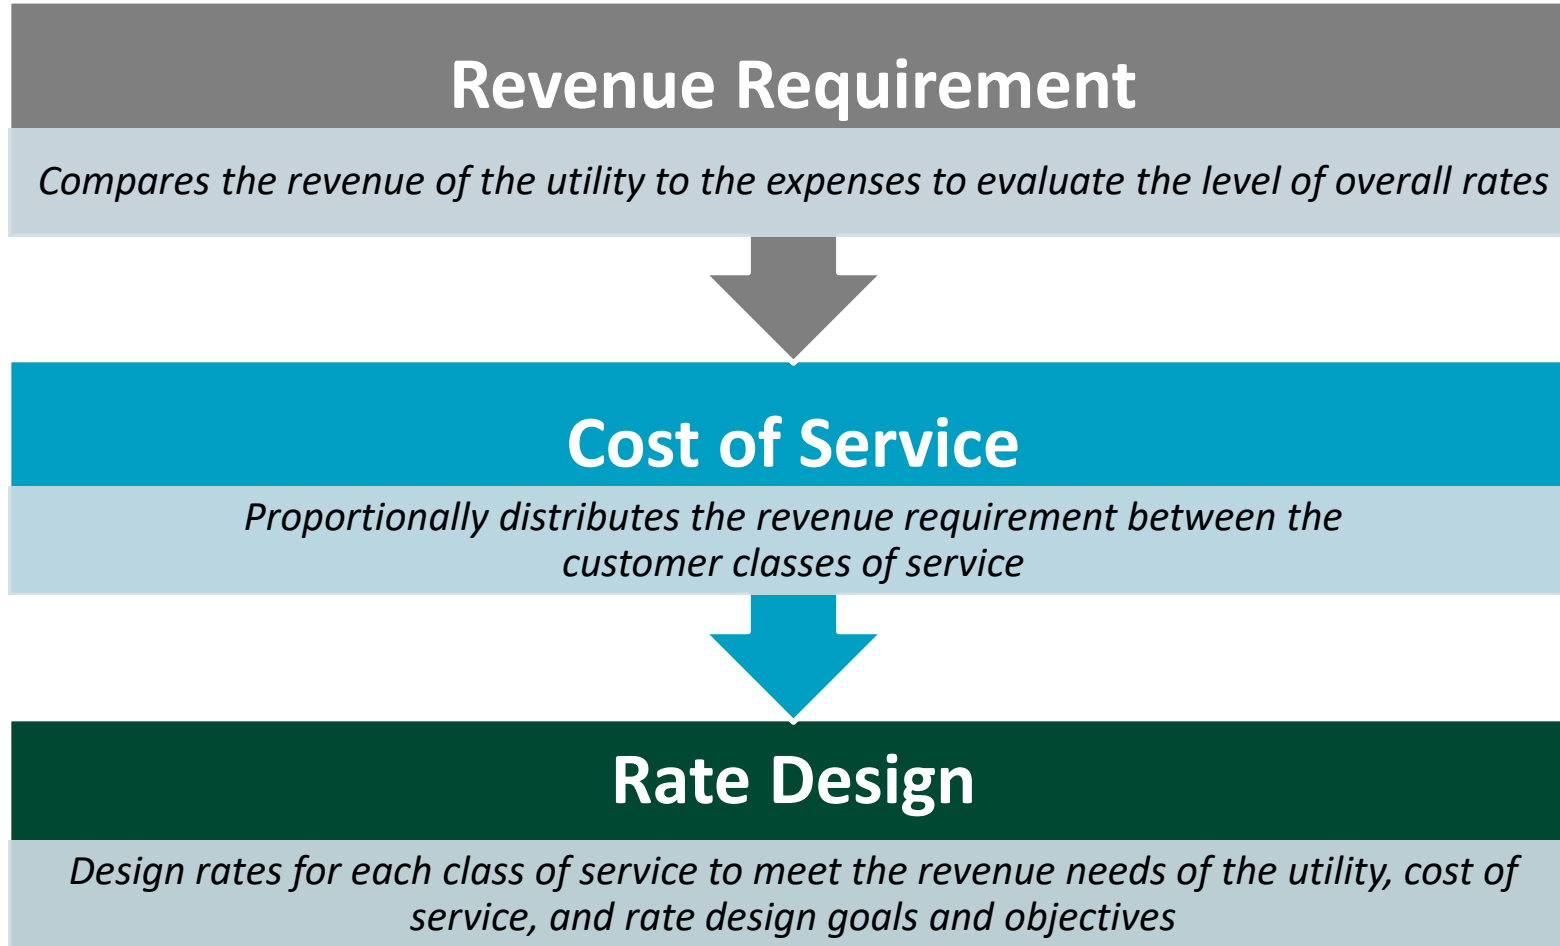 Revenue Requirement
Compares the revenue of the utility to the expenses to evaluate the level of overall rates
Cost of Service
Proportionally distributes the revenue requirement between the
customer classes of service
Rate Design
Design rates for each class of service to meet the revenue needs of the utility, cost of
service, and rate design goals and objectives